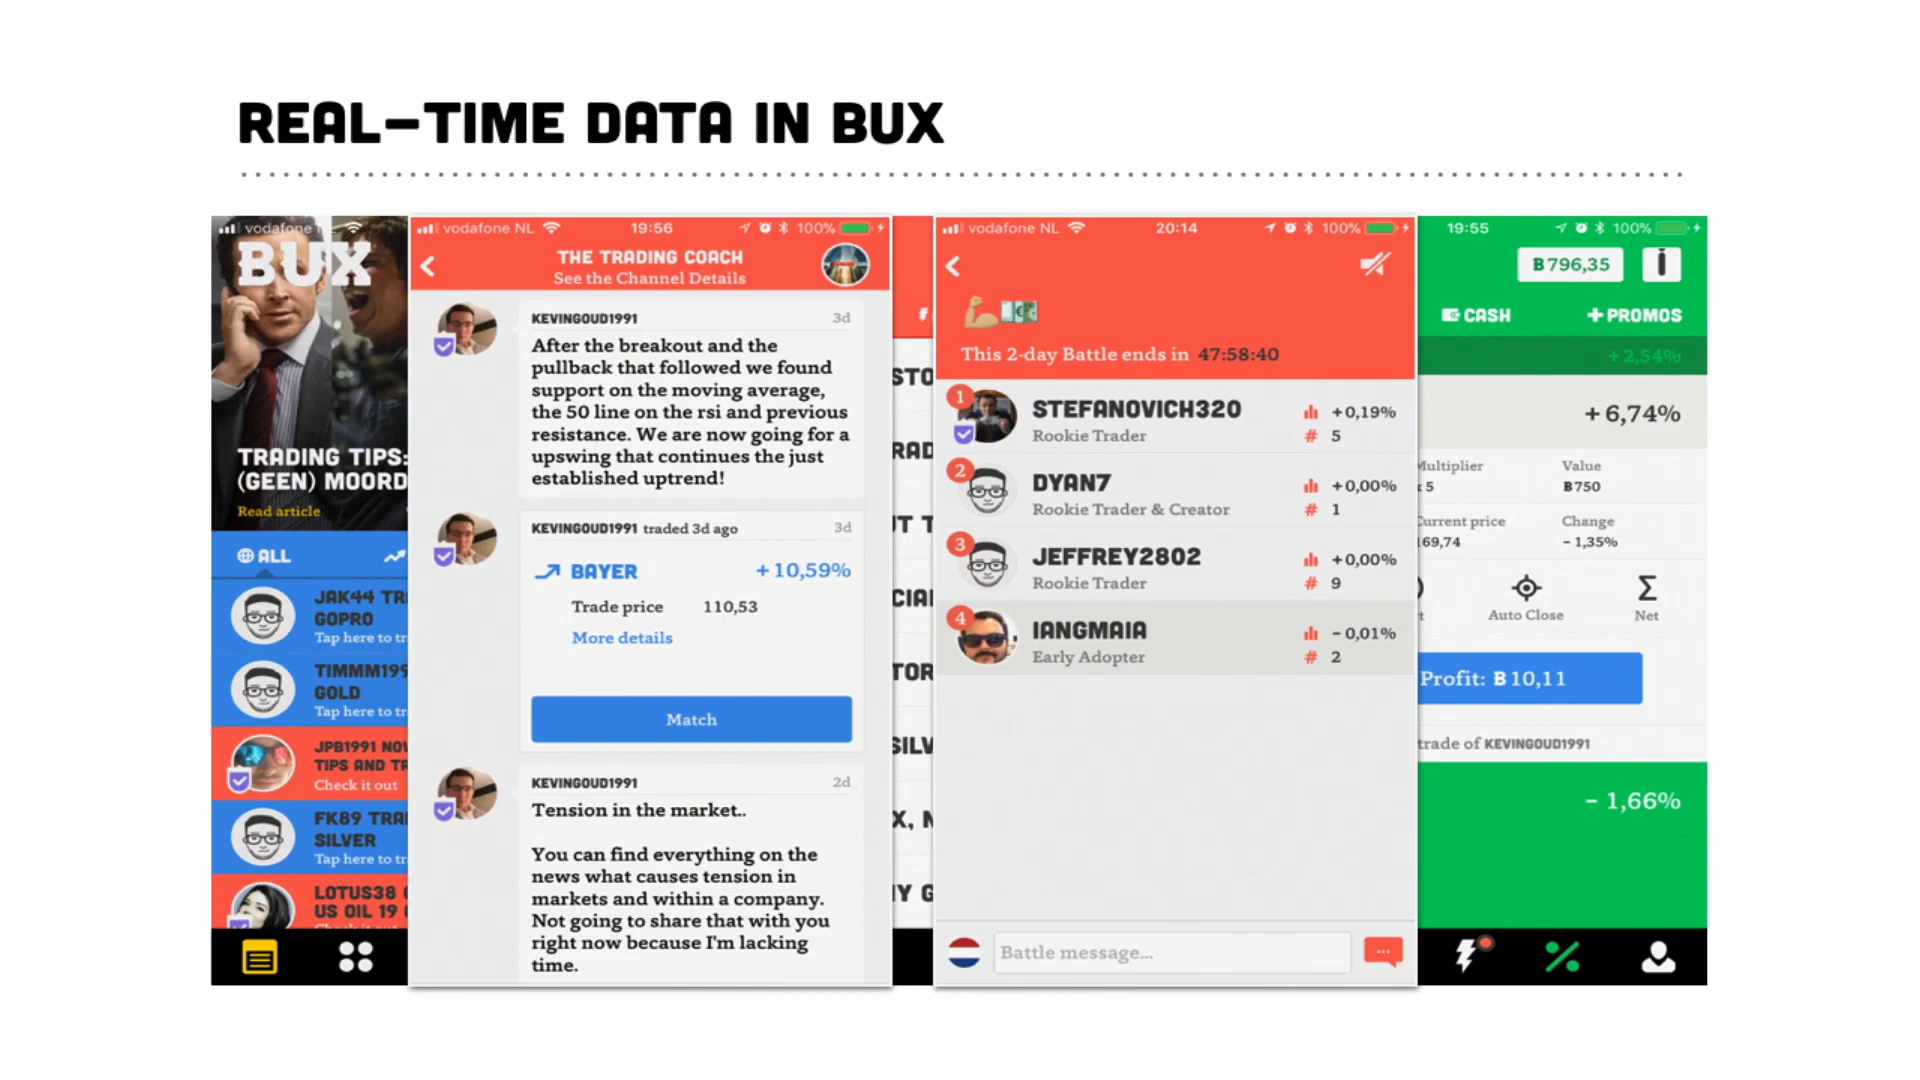 REAL-TIME DATA IN BUX
vodafone
BUX
TRADING TIPS:
(GEEN) MOORD
Read article
ALL
JAK44 TR
GOPRO
Tap here to tr
TIMMM199
GOLD
Tap here to tr
JPB1991 NOW
TIPS AND TR
Check it out
FK89 TRA
SILVER
Tap here to tr
LOTUS38
US OIL 19
vodafone NL 19:56 100%
THE TRADING COACH
See the Channel Details
KEVINGOUD1991 3d
After the breakout and the
pullback that followed we found
support on the moving average,
the 50 line on the rsi and previous
resistance. We are now going for a
upswing that continues the just
established uptrend!
KEVINGOUD1991 traded 3d ago 3d
BAYER +10,59%
Trade price 110,53
More details
Match
KEVINGOUD1991 2d
Tension in the market..
You can find everything on the
news what causes tension in
markets and within a company.
Not going to share that with you
right now because I'm lacking
time.
STO
RAD
UT T
CIAL
TOR
SILV
X, N
NY G
vodafone NL 20:14 100%
This 2-day Battle ends in 47:58:40
1 STEFANOVICH320 +0,19%
Rookie Trader # 5
2 DYAN7 +0,00%
Rookie Trader & Creator # 1
3 JEFFREY2802 +0,00%
Rookie Trader # 9
4 IANGMAIA -0,01%
Early Adopter # 2
Battle message...
19:55 100%
B796,35
CASH +PROMOS
+2,54%
+6,74%
Multiplier Value
x5 B750
Current price Change
169,74 -1,35%
Auto Close Net
Profit: B10,11
trade of KEVINGOUD1991
-1,66%